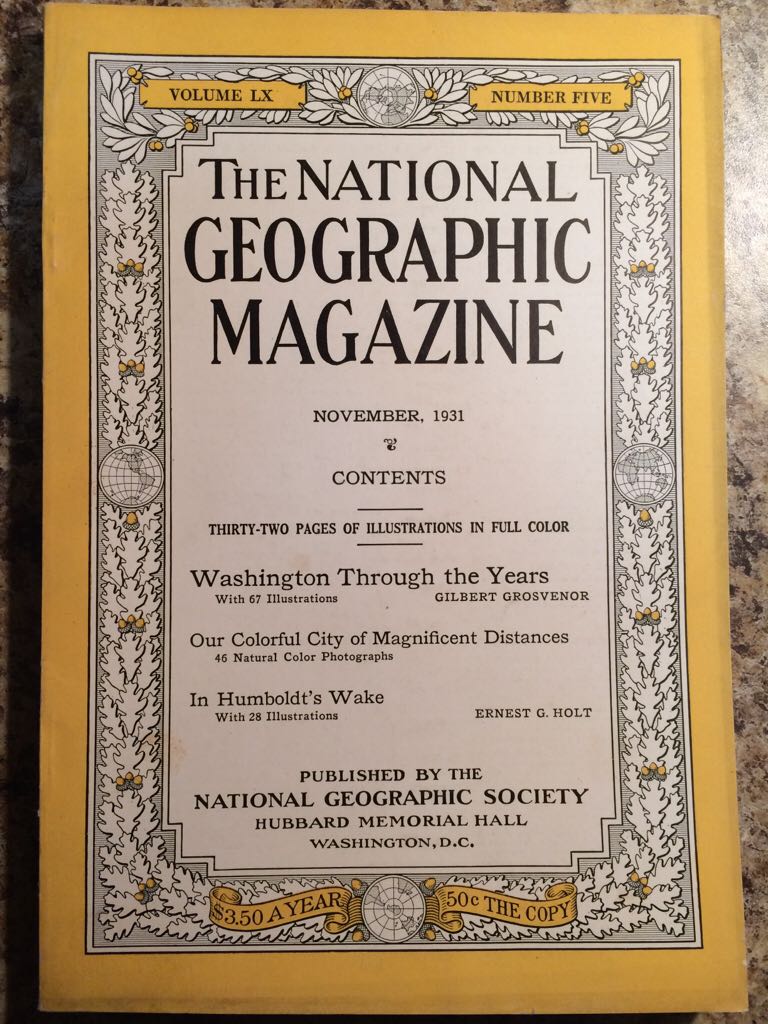 VOLUME LX
NUMBER FIVE
THE NATIONAL
GEOGRAPHIC
MAGAZINE
NOVEMBER, 1931
CONTENTS
THIRTY-TWO PAGES OF ILLUSTRATIONS IN FULL COLOR
Washington Through the Years
With 67 Illustrations GILBERT GROSVENOR
Our Colorful City of Magnificent Distances
46 Natural Color Photographs
In Humboldt's Wake
With 28 Illustrations ERNEST G. HOLT
PUBLISHED BY THE
NATIONAL GEOGRAPHIC SOCIETY
HUBBARD MEMORIAL HALL
WASHINGTON, D.C.
$3.50 A YEAR
50c THE COPY